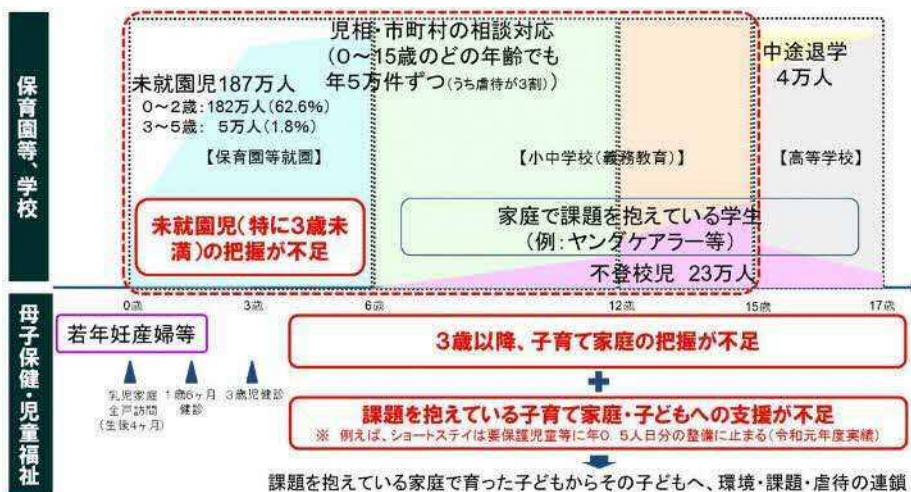 保育園等、学校
児相・市町村の相談対応
(0～15歳のどの年齢でも
年5万件ずつ(うち虐待が3割))
中途退学
4万人
未就園児187万人
0～2歳：182万人(62.6%)
3～5歳： 5万人(1.8%)
【保育園等就園】
【小中学校(義務教育)】
【高等学校】
未就園児(特に3歳未
満)の把握が不足
家庭で課題を抱えている学生
(例：ヤングケアラー等)
不登校児 23万人
0歳
3歳
6歳
12歳
15歳
17歳
母子保健・児童福祉
若年妊産婦等
乳児家庭
全戸訪問
(生後4ヶ月)
1歳6ヶ月
健診
3歳児健診
3歳以降、子育て家庭の把握が不足
+
課題を抱えている子育て家庭・子どもへの支援が不足
※ 例えば、ショートステイは要保護児童等に年0．5人日分の整備に止まる(令和元年度実績)
課題を抱えている家庭で育った子どもからその子どもへ、環境・課題・虐待の連鎖